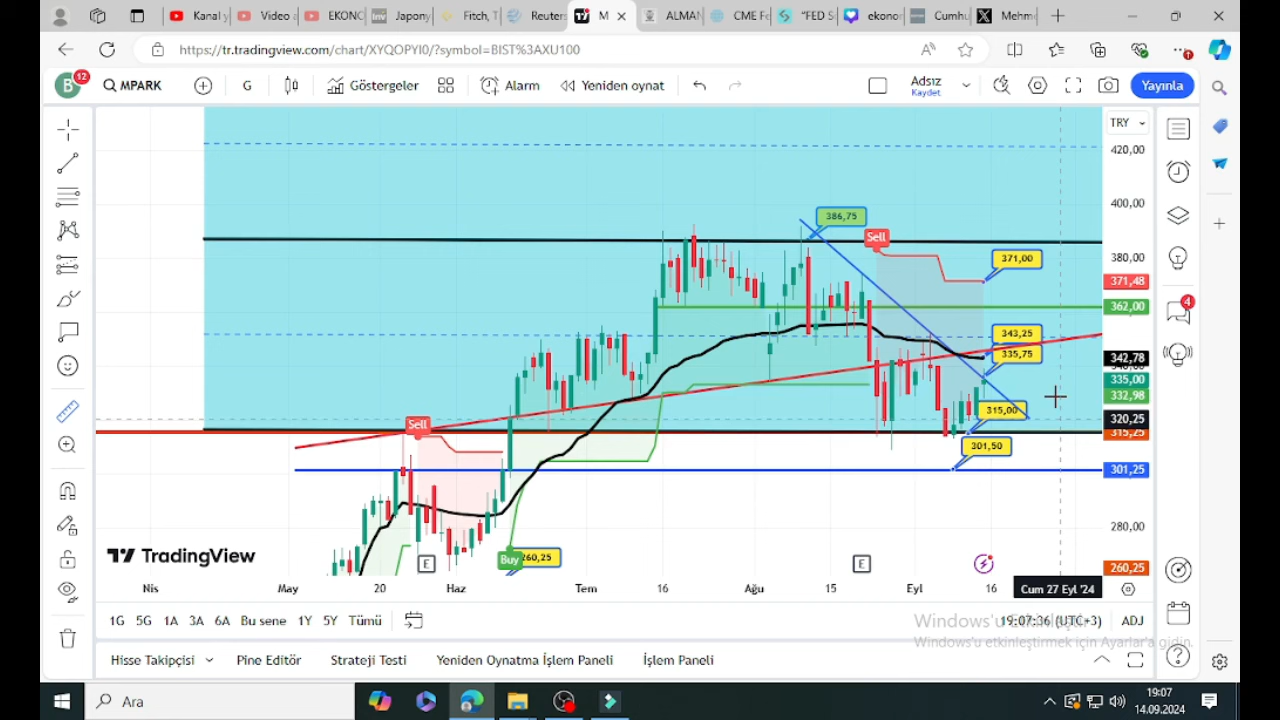 Kanal y
Video a
EKONO
Japony
Fitch, T
Reuters
M
ALMAN
CME Fe
"FED S
ekono
Cumhu
Mehme
https://tr.tradingview.com/chart/XYQOPYI0/?symbol=BIST%3AXU100
B
12
MPARK
G
Göstergeler
Alarm
Yeniden oynat
Adsız
Kaydet
Yayınla
TRY
420,00
400,00
386,75
Sell
380,00
371,00
371,48
362,00
343,25
335,75
342,78
335,00
332,98
4
315,00
320,25
315,25
Sell
301,50
301,25
280,00
Buy
260,25
260,25
E
E
TradingView
Nis
May
20
Haz
Tem
16
Ağu
15
Eyl
16
Cum 27 Eyl '24
1G
5G
1A
3A
6A
Bu sene
1Y
5Y
Tümü
19:07:06 (UTC+3)
ADJ
Windows'u etkinleştirmek için Ayarlar'a gidin.
Hisse Takipçisi
Pine Editör
Strateji Testi
Yeniden Oynatma İşlem Paneli
İşlem Paneli
Ara
19:07
14.09.2024